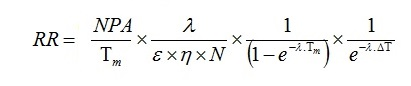 RR = NPA/T_m × λ/(ε×η×N) × 1/(1−e^{−λ.T_m}) × 1/e^{−λ.ΔT}